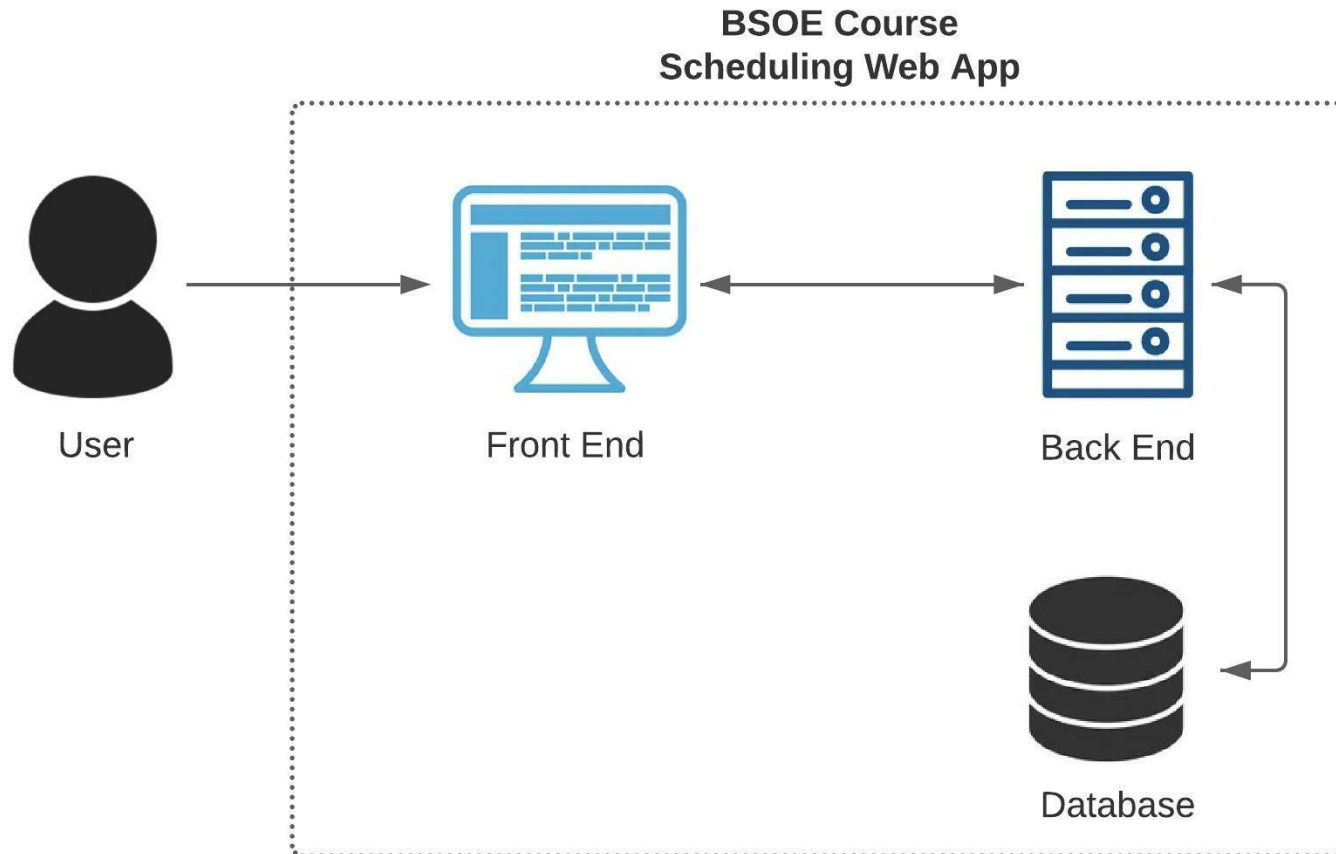 BSOE Course
Scheduling Web App
User
Front End
Back End
Database